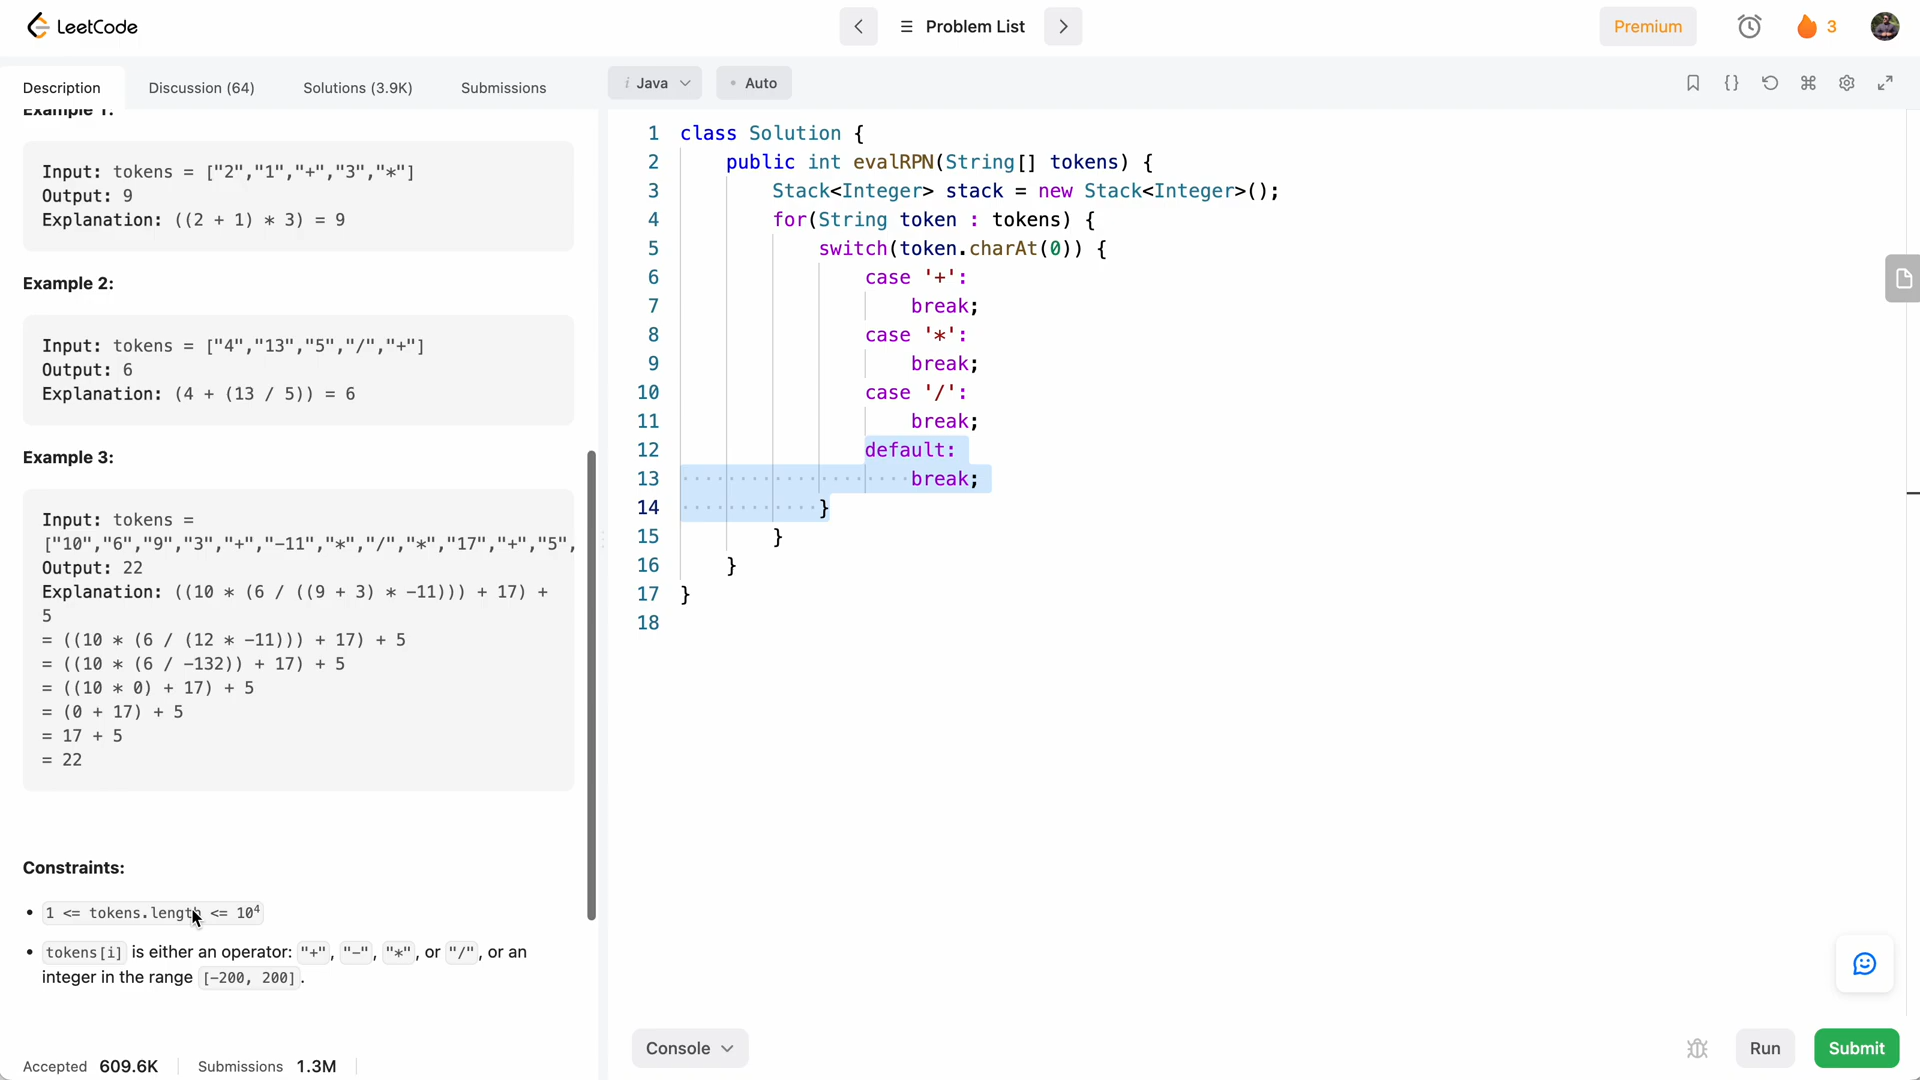 LeetCode
Problem List
Premium
3
Description
Discussion (64)
Solutions (3.9K)
Submissions
i Java
• Auto
Example 1:
Input: tokens = ["2","1","+","3","*"]
Output: 9
Explanation: ((2 + 1) * 3) = 9
Example 2:
Input: tokens = ["4","13","5","/","+"]
Output: 6
Explanation: (4 + (13 / 5)) = 6
Example 3:
Input: tokens =
["10","6","9","3","+","-11","*","/","*","17","+","5",
Output: 22
Explanation: ((10 * (6 / ((9 + 3) * -11))) + 17) +
5
= ((10 * (6 / (12 * -11))) + 17) + 5
= ((10 * (6 / -132)) + 17) + 5
= ((10 * 0) + 17) + 5
= (0 + 17) + 5
= 17 + 5
= 22
Constraints:
• 1 <= tokens.length <= 10⁴
• tokens[i] is either an operator: "+", "-", "*", or "/", or an
integer in the range [-200, 200].
Accepted 609.6K
Submissions 1.3M
1 class Solution {
2 public int evalRPN(String[] tokens) {
3 Stack<Integer> stack = new Stack<Integer>();
4 for(String token : tokens) {
5 switch(token.charAt(0)) {
6 case '+':
7 break;
8 case '*':
9 break;
10 case '/':
11 break;
12 default:
13 break;
14 }
15 }
16 }
17 }
18
Console
Run
Submit